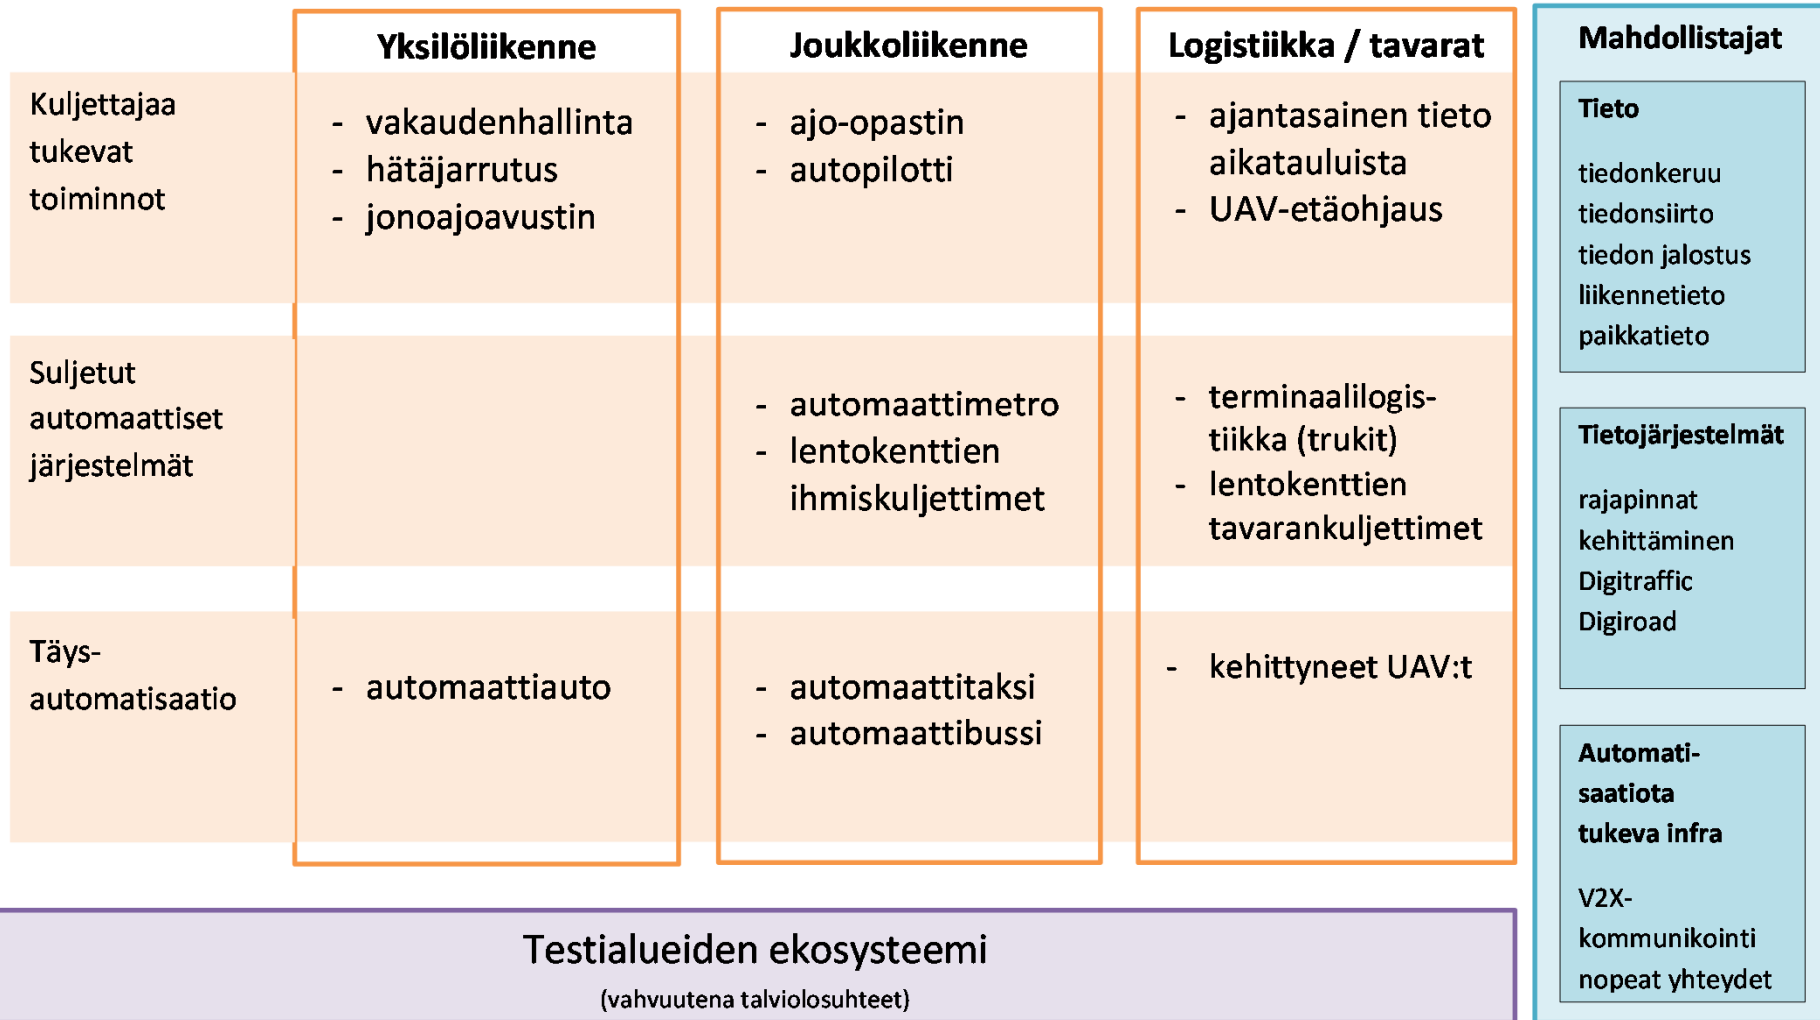 Yksilöliikenne
Joukkoliikenne
Logistiikka / tavarat
Kuljettajaa
tukevat
toiminnot
- vakaudenhallinta
- hätäjarrutus
- jonoajoavustin
- ajo-opastin
- autopilotti
- ajantasainen tieto
aikatauluista
- UAV-etäohjaus
Suljetut
automaattiset
järjestelmät
- automaattimetro
- lentokenttien
ihmiskuljettimet
- terminaalilogis-
tiikka (trukit)
- lentokenttien
tavarankuljettimet
Täys-
automatisaatio
- automaattiauto
- automaattitaksi
- automaattibussi
- kehittyneet UAV:t
Testialueiden ekosysteemi
(vahvuutena talviolosuhteet)
Mahdollistajat
Tieto
tiedonkeruu
tiedonsiirto
tiedon jalostus
liikennetieto
paikkatieto
Tietojärjestelmät
rajapinnat
kehittäminen
Digitraffic
Digiroad
Automati-
saatiota
tukeva infra
V2X-
kommunikointi
nopeat yhteydet